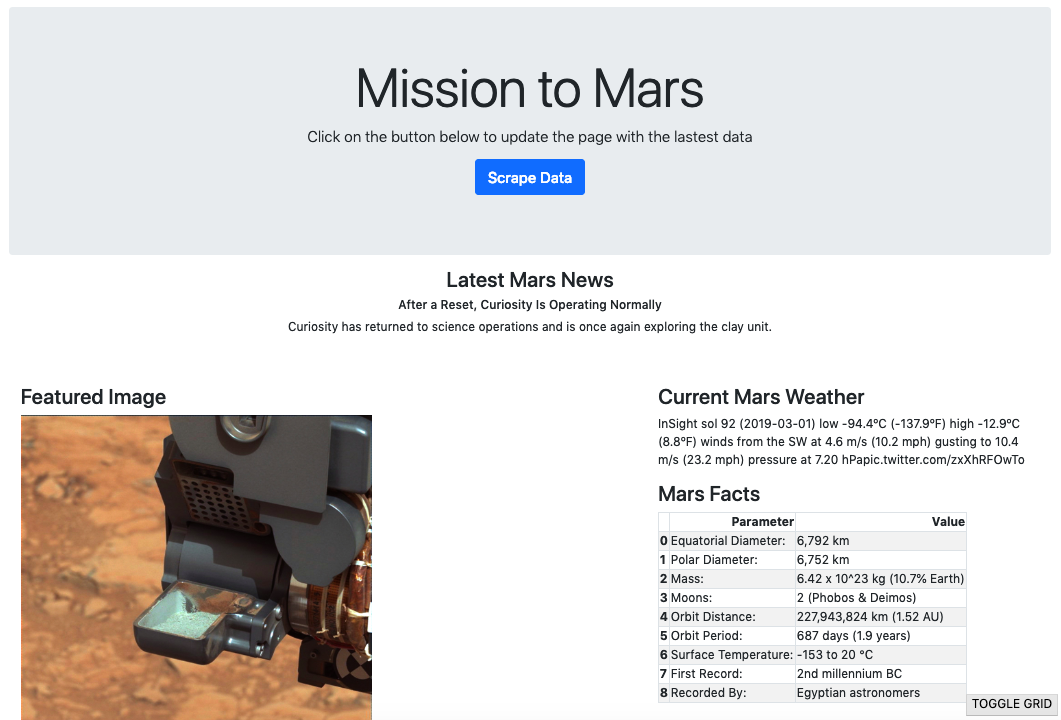 Mission to Mars
Click on the button below to update the page with the lastest data
Scrape Data
Latest Mars News
After a Reset, Curiosity Is Operating Normally
Curiosity has returned to science operations and is once again exploring the clay unit.
Featured Image
Current Mars Weather
InSight sol 92 (2019-03-01) low -94.4ºC (-137.9ºF) high -12.9ºC
(8.8ºF) winds from the SW at 4.6 m/s (10.2 mph) gusting to 10.4
m/s (23.2 mph) pressure at 7.20 hPapic.twitter.com/zxXhRFOwTo
Mars Facts
Parameter Value
0 Equatorial Diameter: 6,792 km
1 Polar Diameter: 6,752 km
2 Mass: 6.42 x 10^23 kg (10.7% Earth)
3 Moons: 2 (Phobos & Deimos)
4 Orbit Distance: 227,943,824 km (1.52 AU)
5 Orbit Period: 687 days (1.9 years)
6 Surface Temperature: -153 to 20 °C
7 First Record: 2nd millennium BC
8 Recorded By: Egyptian astronomers
TOGGLE GRID